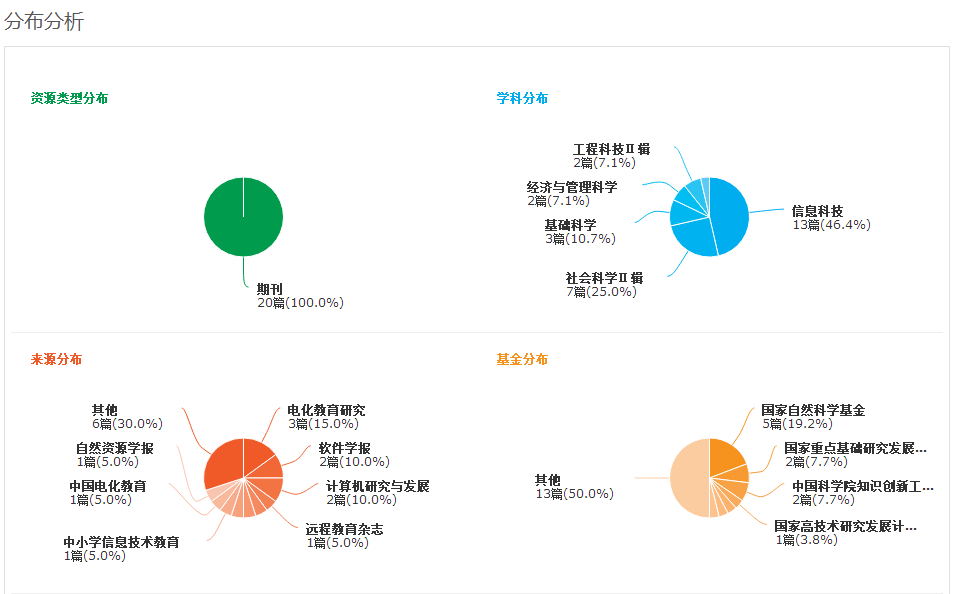 分布分析
资源类型分布
期刊
20篇(100.0%)
学科分布
工程科技Ⅱ辑
2篇(7.1%)
经济与管理科学
2篇(7.1%)
基础科学
3篇(10.7%)
社会科学Ⅱ辑
7篇(25.0%)
信息科技
13篇(46.4%)
来源分布
其他
6篇(30.0%)
自然资源学报
1篇(5.0%)
中国电化教育
1篇(5.0%)
中小学信息技术教育
1篇(5.0%)
电化教育研究
3篇(15.0%)
软件学报
2篇(10.0%)
计算机研究与发展
2篇(10.0%)
远程教育杂志
1篇(5.0%)
基金分布
其他
13篇(50.0%)
国家自然科学基金
5篇(19.2%)
国家重点基础研究发展...
2篇(7.7%)
中国科学院知识创新工...
2篇(7.7%)
国家高技术研究发展计...
1篇(3.8%)